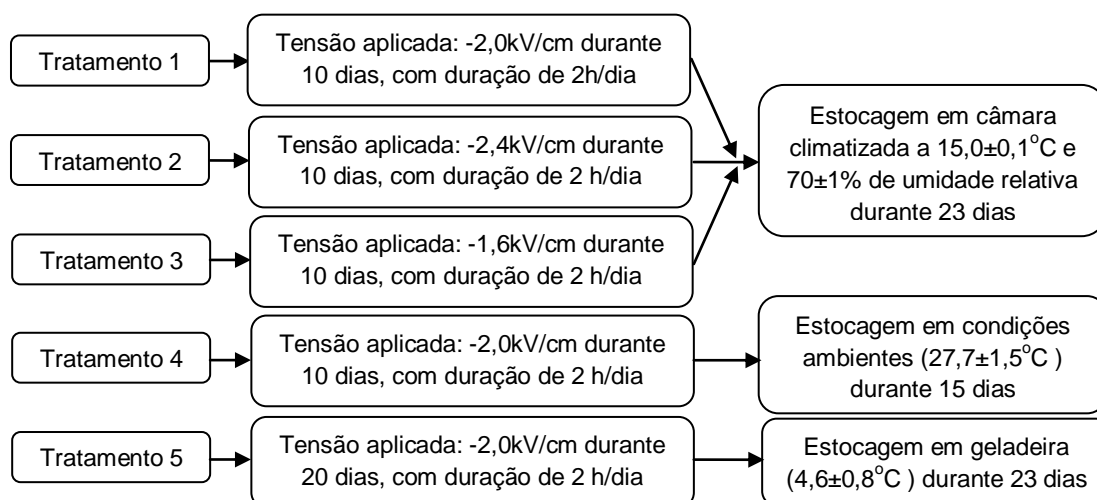 Tratamento 1
Tensão aplicada: -2,0kV/cm durante
10 dias, com duração de 2h/dia
Tratamento 2
Tensão aplicada: -2,4kV/cm durante
10 dias, com duração de 2 h/dia
Tratamento 3
Tensão aplicada: -1,6kV/cm durante
10 dias, com duração de 2 h/dia
Estocagem em câmara
climatizada a 15,0±0,1°C e
70±1% de umidade relativa
durante 23 dias
Tratamento 4
Tensão aplicada: -2,0kV/cm durante
10 dias, com duração de 2 h/dia
Estocagem em condições
ambientes (27,7±1,5°C )
durante 15 dias
Tratamento 5
Tensão aplicada: -2,0kV/cm durante
20 dias, com duração de 2 h/dia
Estocagem em geladeira
(4,6±0,8°C ) durante 23 dias